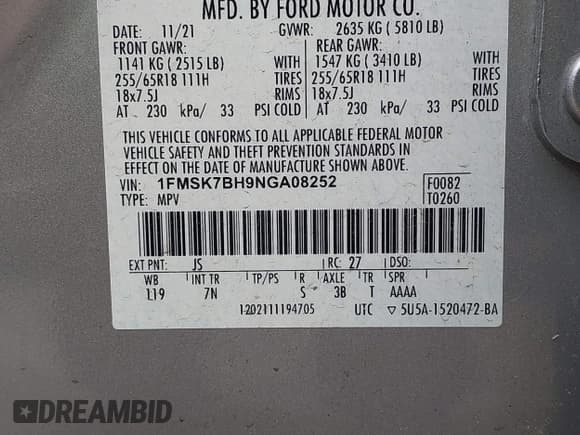 MFD. BY FORD MOTOR CO.
DATE: 11/21 GVWR: 2635 KG ( 5810 LB)
FRONT GAWR: REAR GAWR:
1141 KG ( 2515 LB) WITH 1547 KG ( 3410 LB) WITH
255/65R18 111H TIRES 255/65R18 111H TIRES
18x7.5J RIMS 18x7.5J RIMS
AT 230 kPa/ 33 PSI COLD AT 230 kPa/ 33 PSI COLD
THIS VEHICLE CONFORMS TO ALL APPLICABLE FEDERAL MOTOR
VEHICLE SAFETY AND THEFT PREVENTION STANDARDS IN
EFFECT ON THE DATE OF MANUFACTURE SHOWN ABOVE.
VIN: 1FMSK7BH9NGA08252 F0082
TYPE: MPV T0260
EXT PNT: JS RC: 27 DSO:
WB INT TR TP/PS R AXLE TR SPR
119 7N S 3B T AAAA
1202111194705 UTC ▽ 5U5A-1520472-BA
DREAMBID